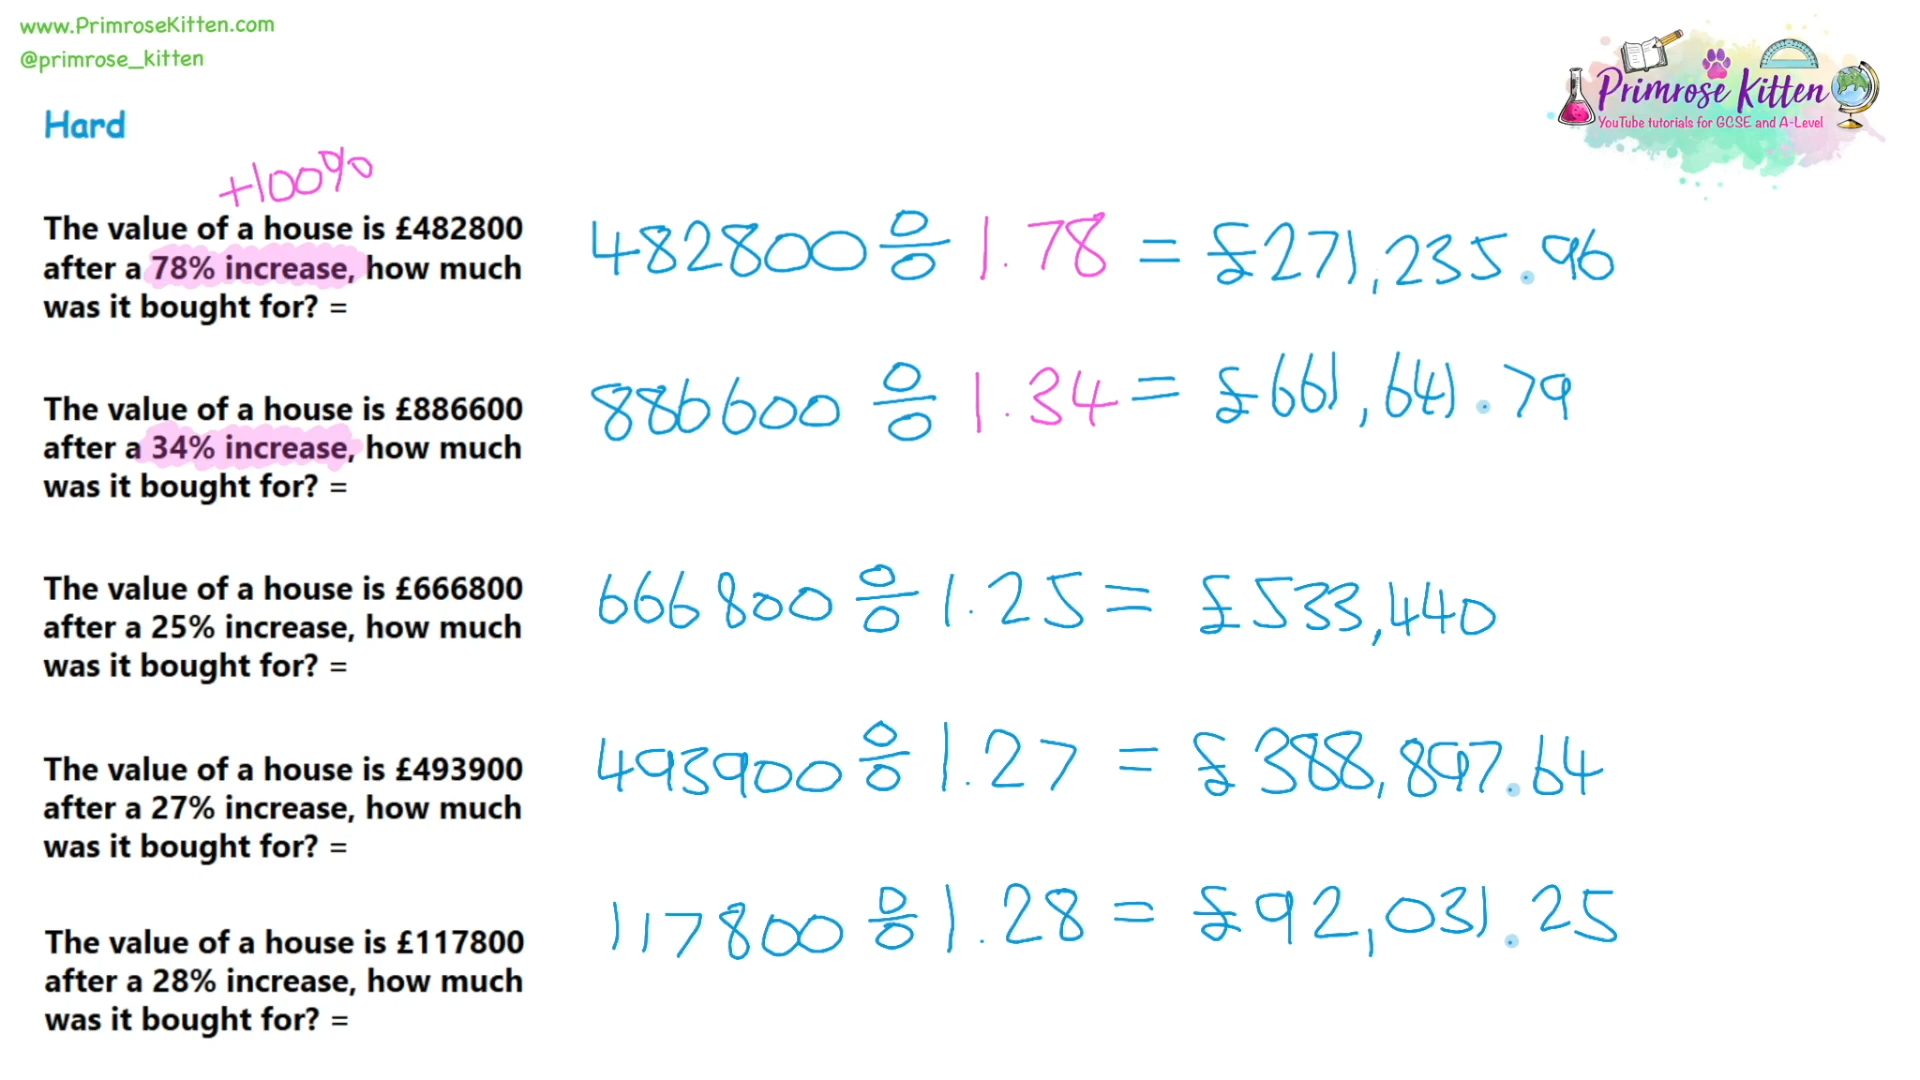 www.PrimroseKitten.com
@primrose_kitten
Primrose Kitten
YouTube tutorials for GCSE and A-Level
Hard
+100%
The value of a house is £482800
after a 78% increase, how much
was it bought for? =
482800 ÷ 1.78 = £271,235.96
The value of a house is £886600
after a 34% increase, how much
was it bought for? =
886600 ÷ 1.34 = £661,641.79
The value of a house is £666800
after a 25% increase, how much
was it bought for? =
666800 ÷ 1.25 = £533,440
The value of a house is £493900
after a 27% increase, how much
was it bought for? =
493900 ÷ 1.27 = £388,897.64
The value of a house is £117800
after a 28% increase, how much
was it bought for? =
117800 ÷ 1.28 = £92,031.25